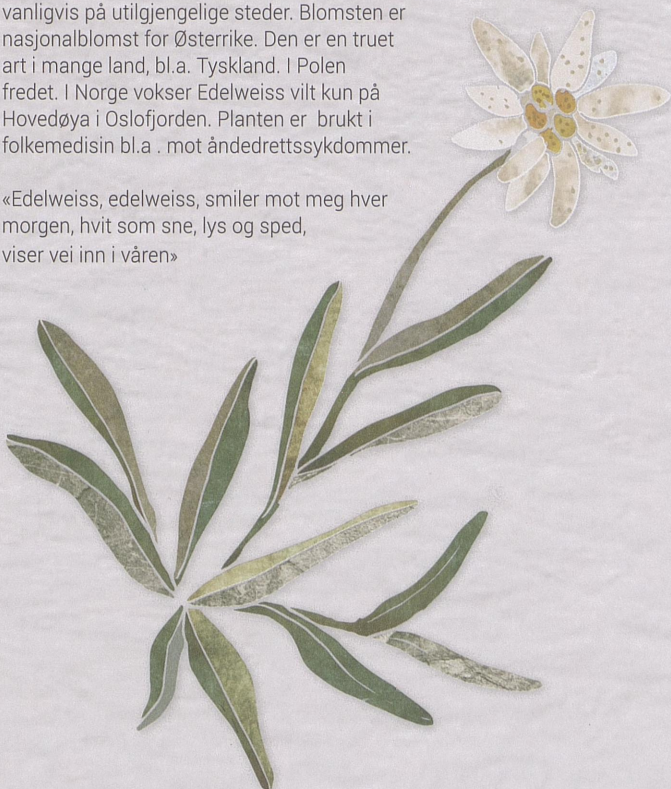 vanligvis på utilgjengelige steder. Blomsten er
nasjonalblomst for Østerrike. Den er en truet
art i mange land, bl.a. Tyskland. I Polen
fredet. I Norge vokser Edelweiss vilt kun på
Hovedøya i Oslofjorden. Planten er  brukt i
folkemedisin bl.a . mot åndedrettssykdommer.

«Edelweiss, edelweiss, smiler mot meg hver
morgen, hvit som sne, lys og sped,
viser vei inn i våren»